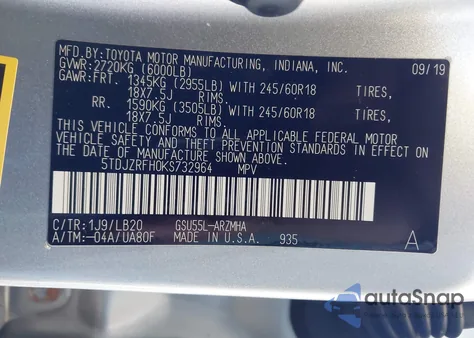 MFD.BY:TOYOTA MOTOR MANUFACTURING, INDIANA, INC. 09/19
GVWR:2720KG (6000LB)
GAWR:FRT. 1345KG (2955LB) WITH 245/60R18 TIRES,
18X7.5J RIMS.
RR. 1590KG (3505LB) WITH 245/60R18 TIRES,
18X7.5J RIMS.
THIS VEHICLE CONFORMS TO ALL APPLICABLE FEDERAL MOTOR
VEHICLE SAFETY AND THEFT PREVENTION STANDARDS IN EFFECT
ON THE DATE OF MANUFACTURE SHOWN ABOVE.
5TDJZRFH0KS732964 MPV
C/TR: 1J9/LB20 GSU55L-ARZMHA
A/TM:-04A/UA80F MADE IN U.S.A. 935 A
autoSnap